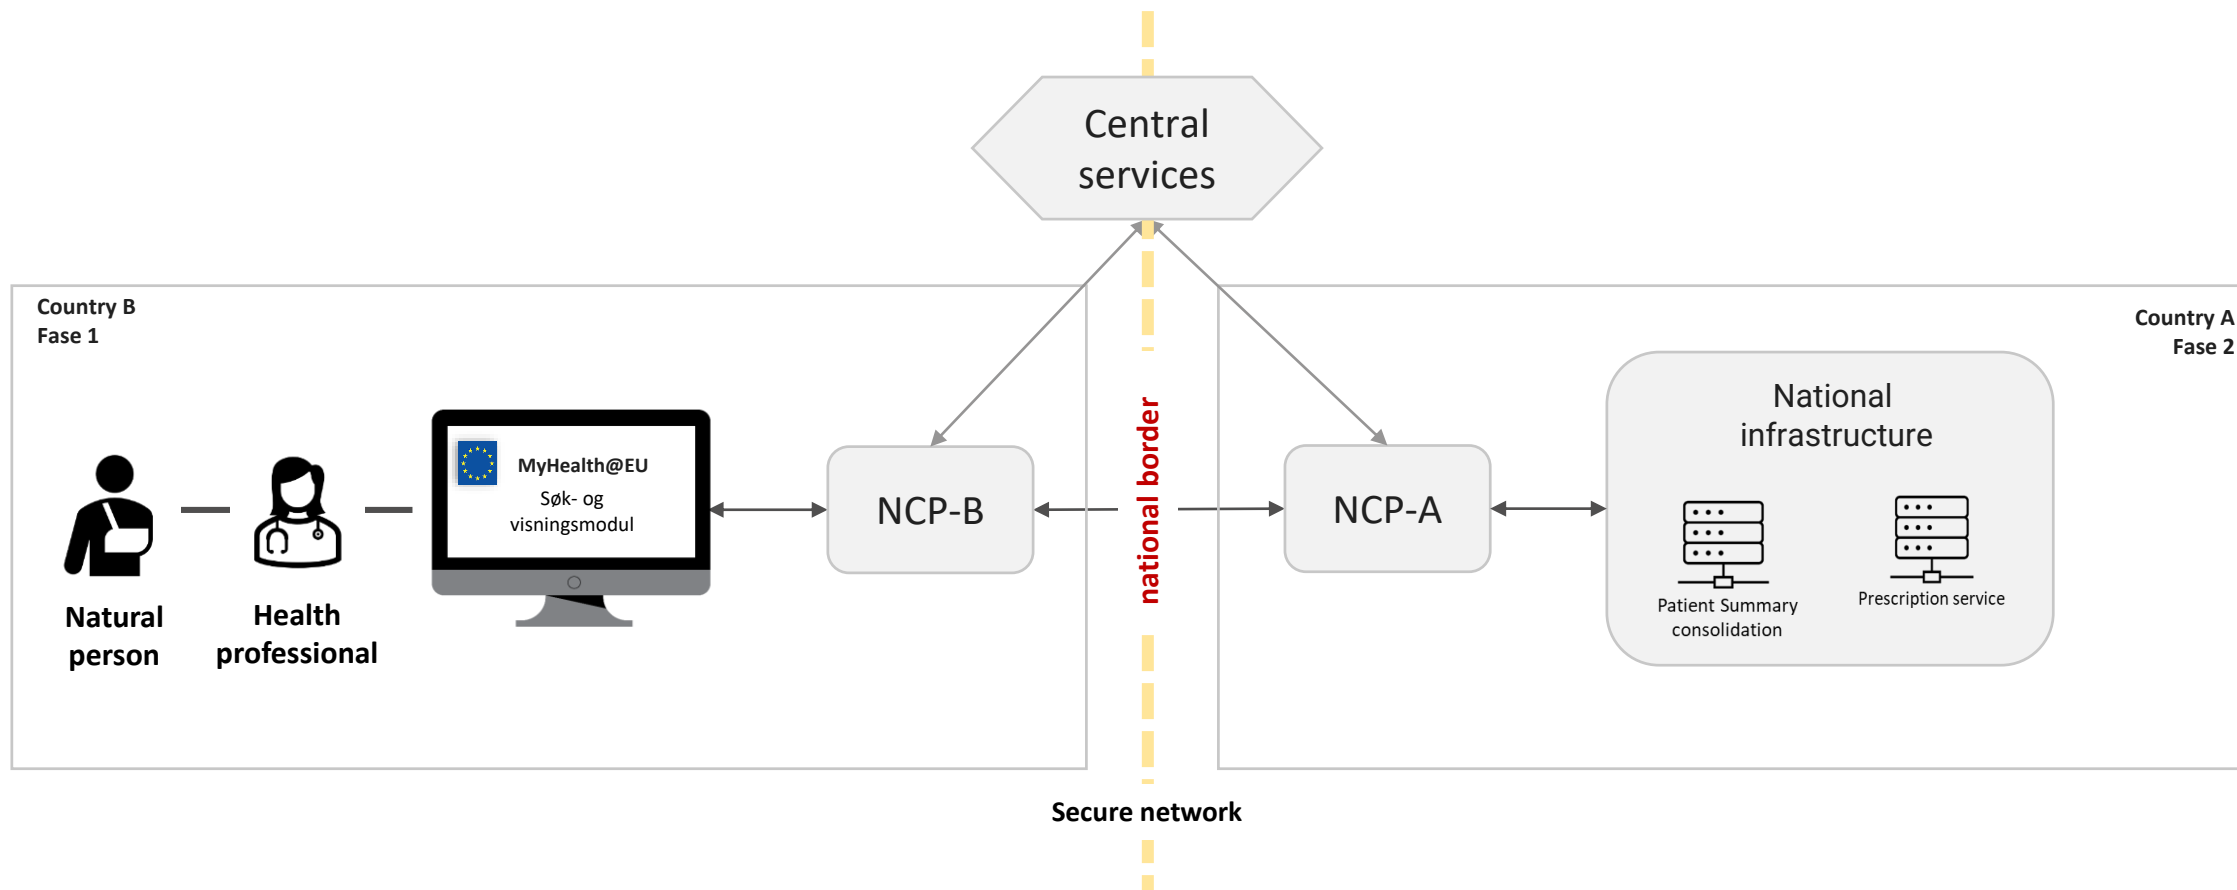 Central
services
Country B
Fase 1
Country A
Fase 2
MyHealth@EU
Søk- og
visningsmodul
NCP-B
national border
NCP-A
National
infrastructure
Patient Summary
consolidation
Prescription service
Natural
person
Health
professional
Secure network